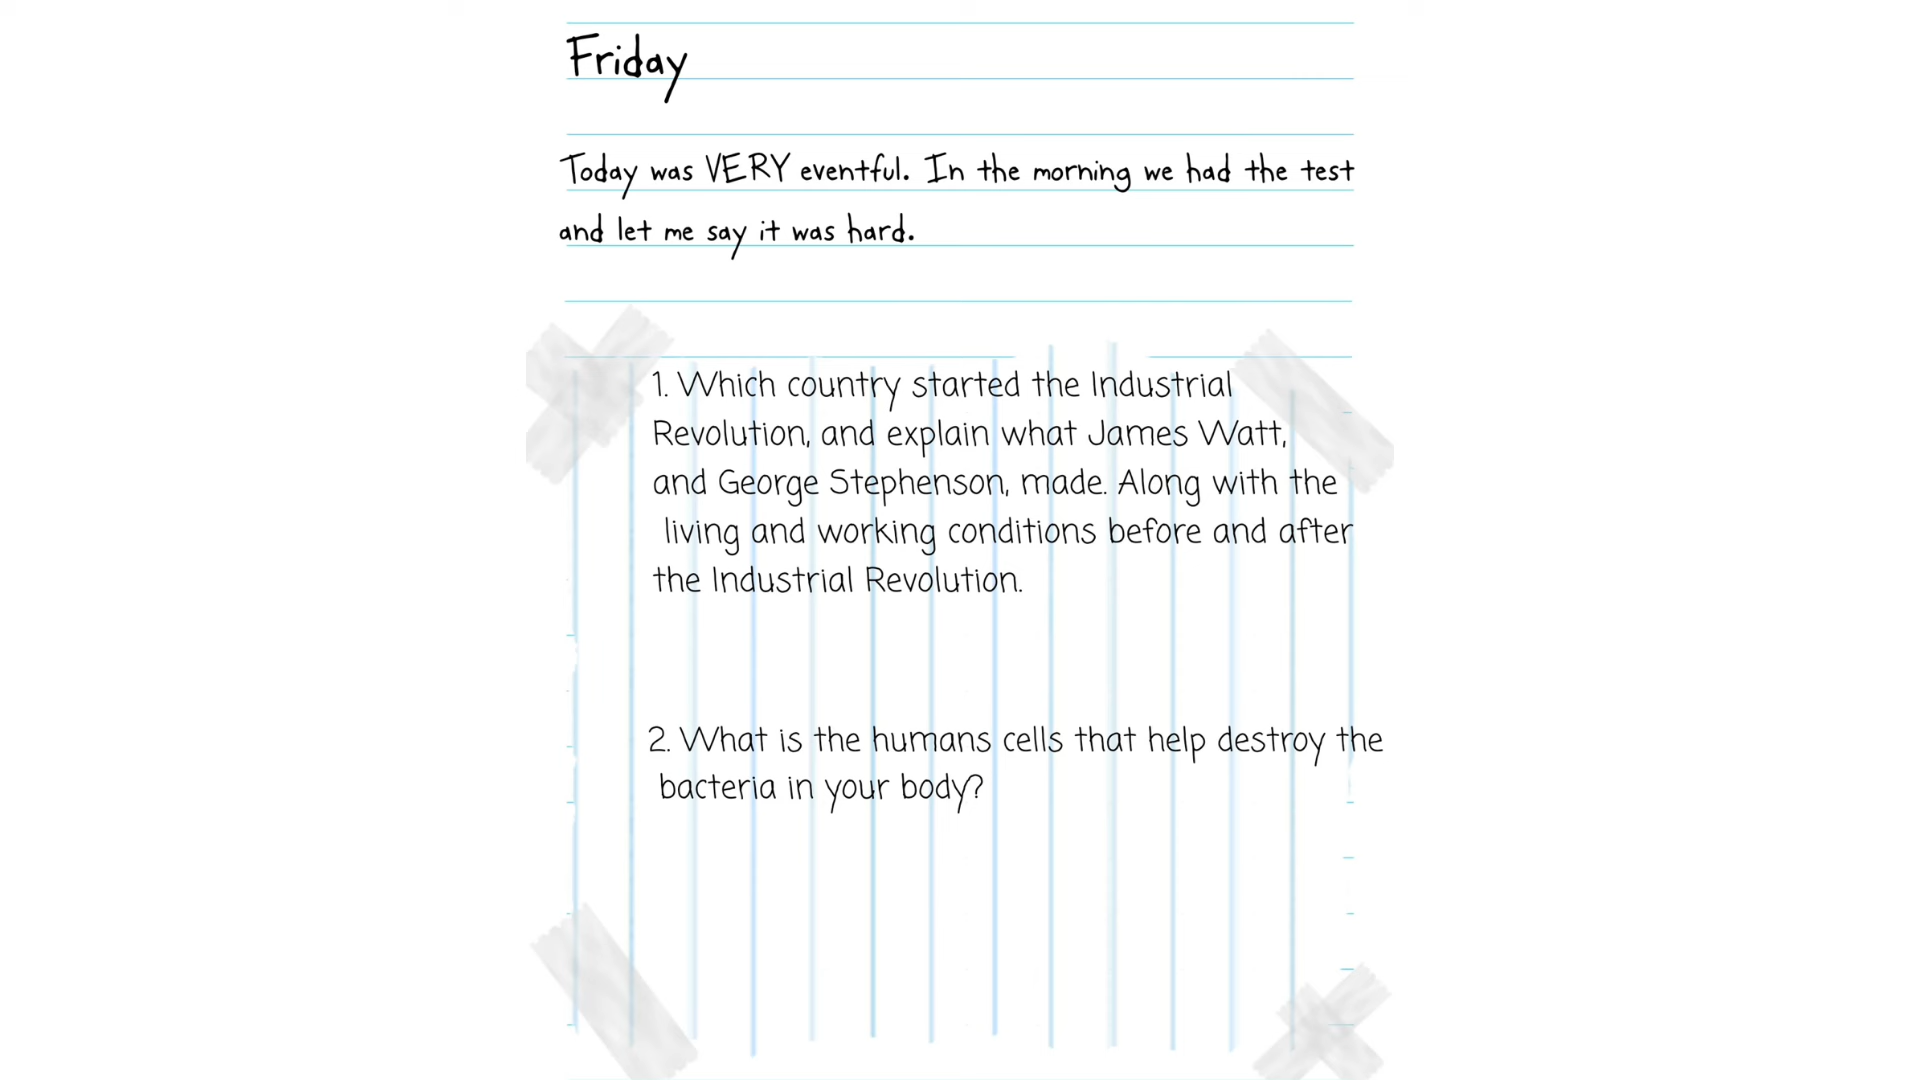 Friday
Today was VERY eventful. In the morning we had the test
and let me say it was hard.
1. Which country started the Industrial
Revolution, and explain what James Watt,
and George Stephenson, made. Along with the
living and working conditions before and after
the Industrial Revolution.
2. What is the humans cells that help destroy the
bacteria in your body?